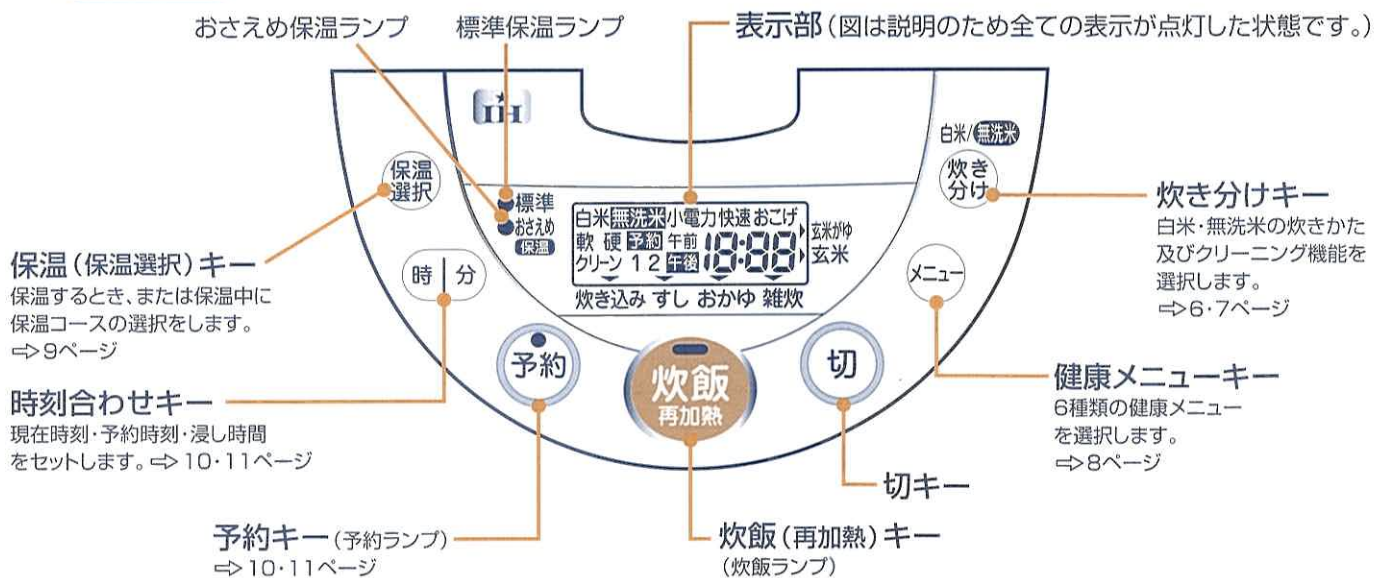 おさえめ保温ランプ
標準保温ランプ
表示部(図は説明のため全ての表示が点灯した状態です。)
IH
白米/無洗米
保温
選択
炊き
分け
標準
おさえめ
保温
白米 無洗米 小電力 快速 おこげ
軟 硬 予約 午前
クリーン 1 2 午後 18:88
玄米がゆ
玄米
炊き込み すし おかゆ 雑炊
時 分
メニュー
予約
炊飯
再加熱
切
炊き分けキー
白米・無洗米の炊きかた
及びクリーニング機能を
選択します。
⇨6・7ページ
保温(保温選択)キー
保温するとき、または保温中に
保温コースの選択をします。
⇨9ページ
時刻合わせキー
現在時刻・予約時刻・浸し時間
をセットします。⇨10・11ページ
健康メニューキー
6種類の健康メニュー
を選択します。
⇨8ページ
切キー
予約キー(予約ランプ)
⇨10・11ページ
炊飯(再加熱)キー
(炊飯ランプ)